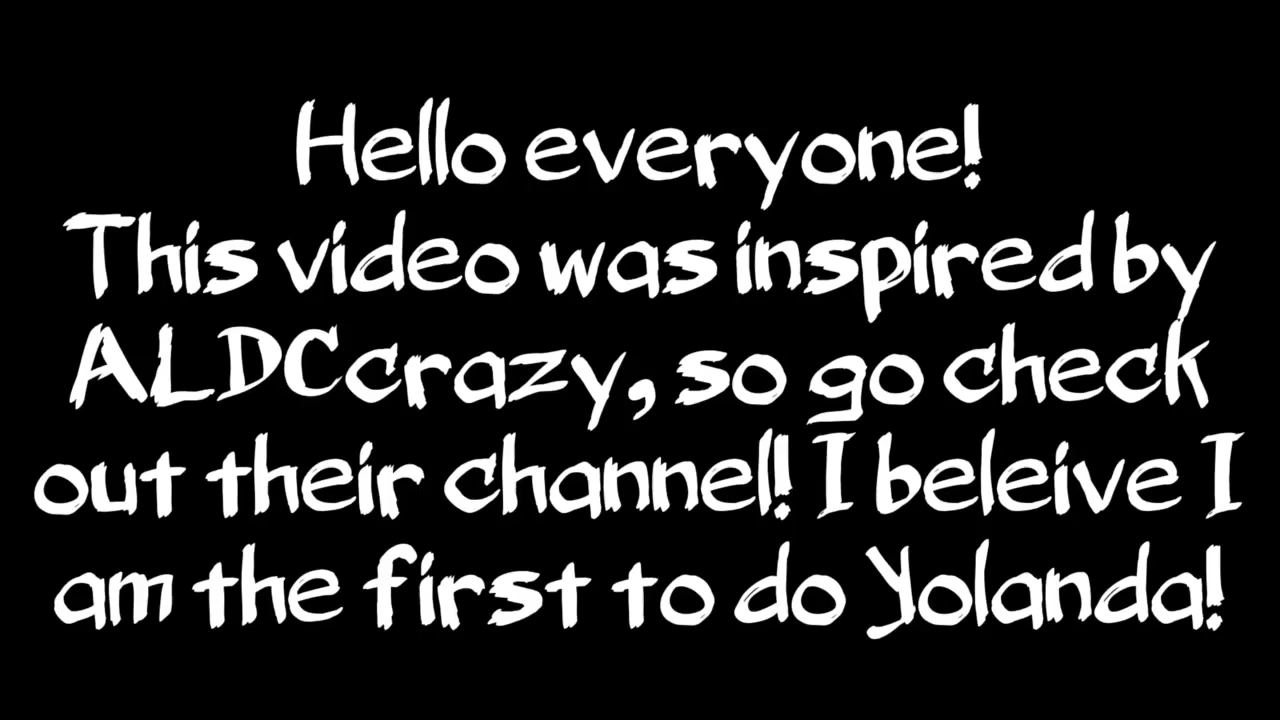 Hello everyone!
This video was inspired by
ALDCcrazy, so go check
out their channel! I beleive I
am the first to do Yolanda!